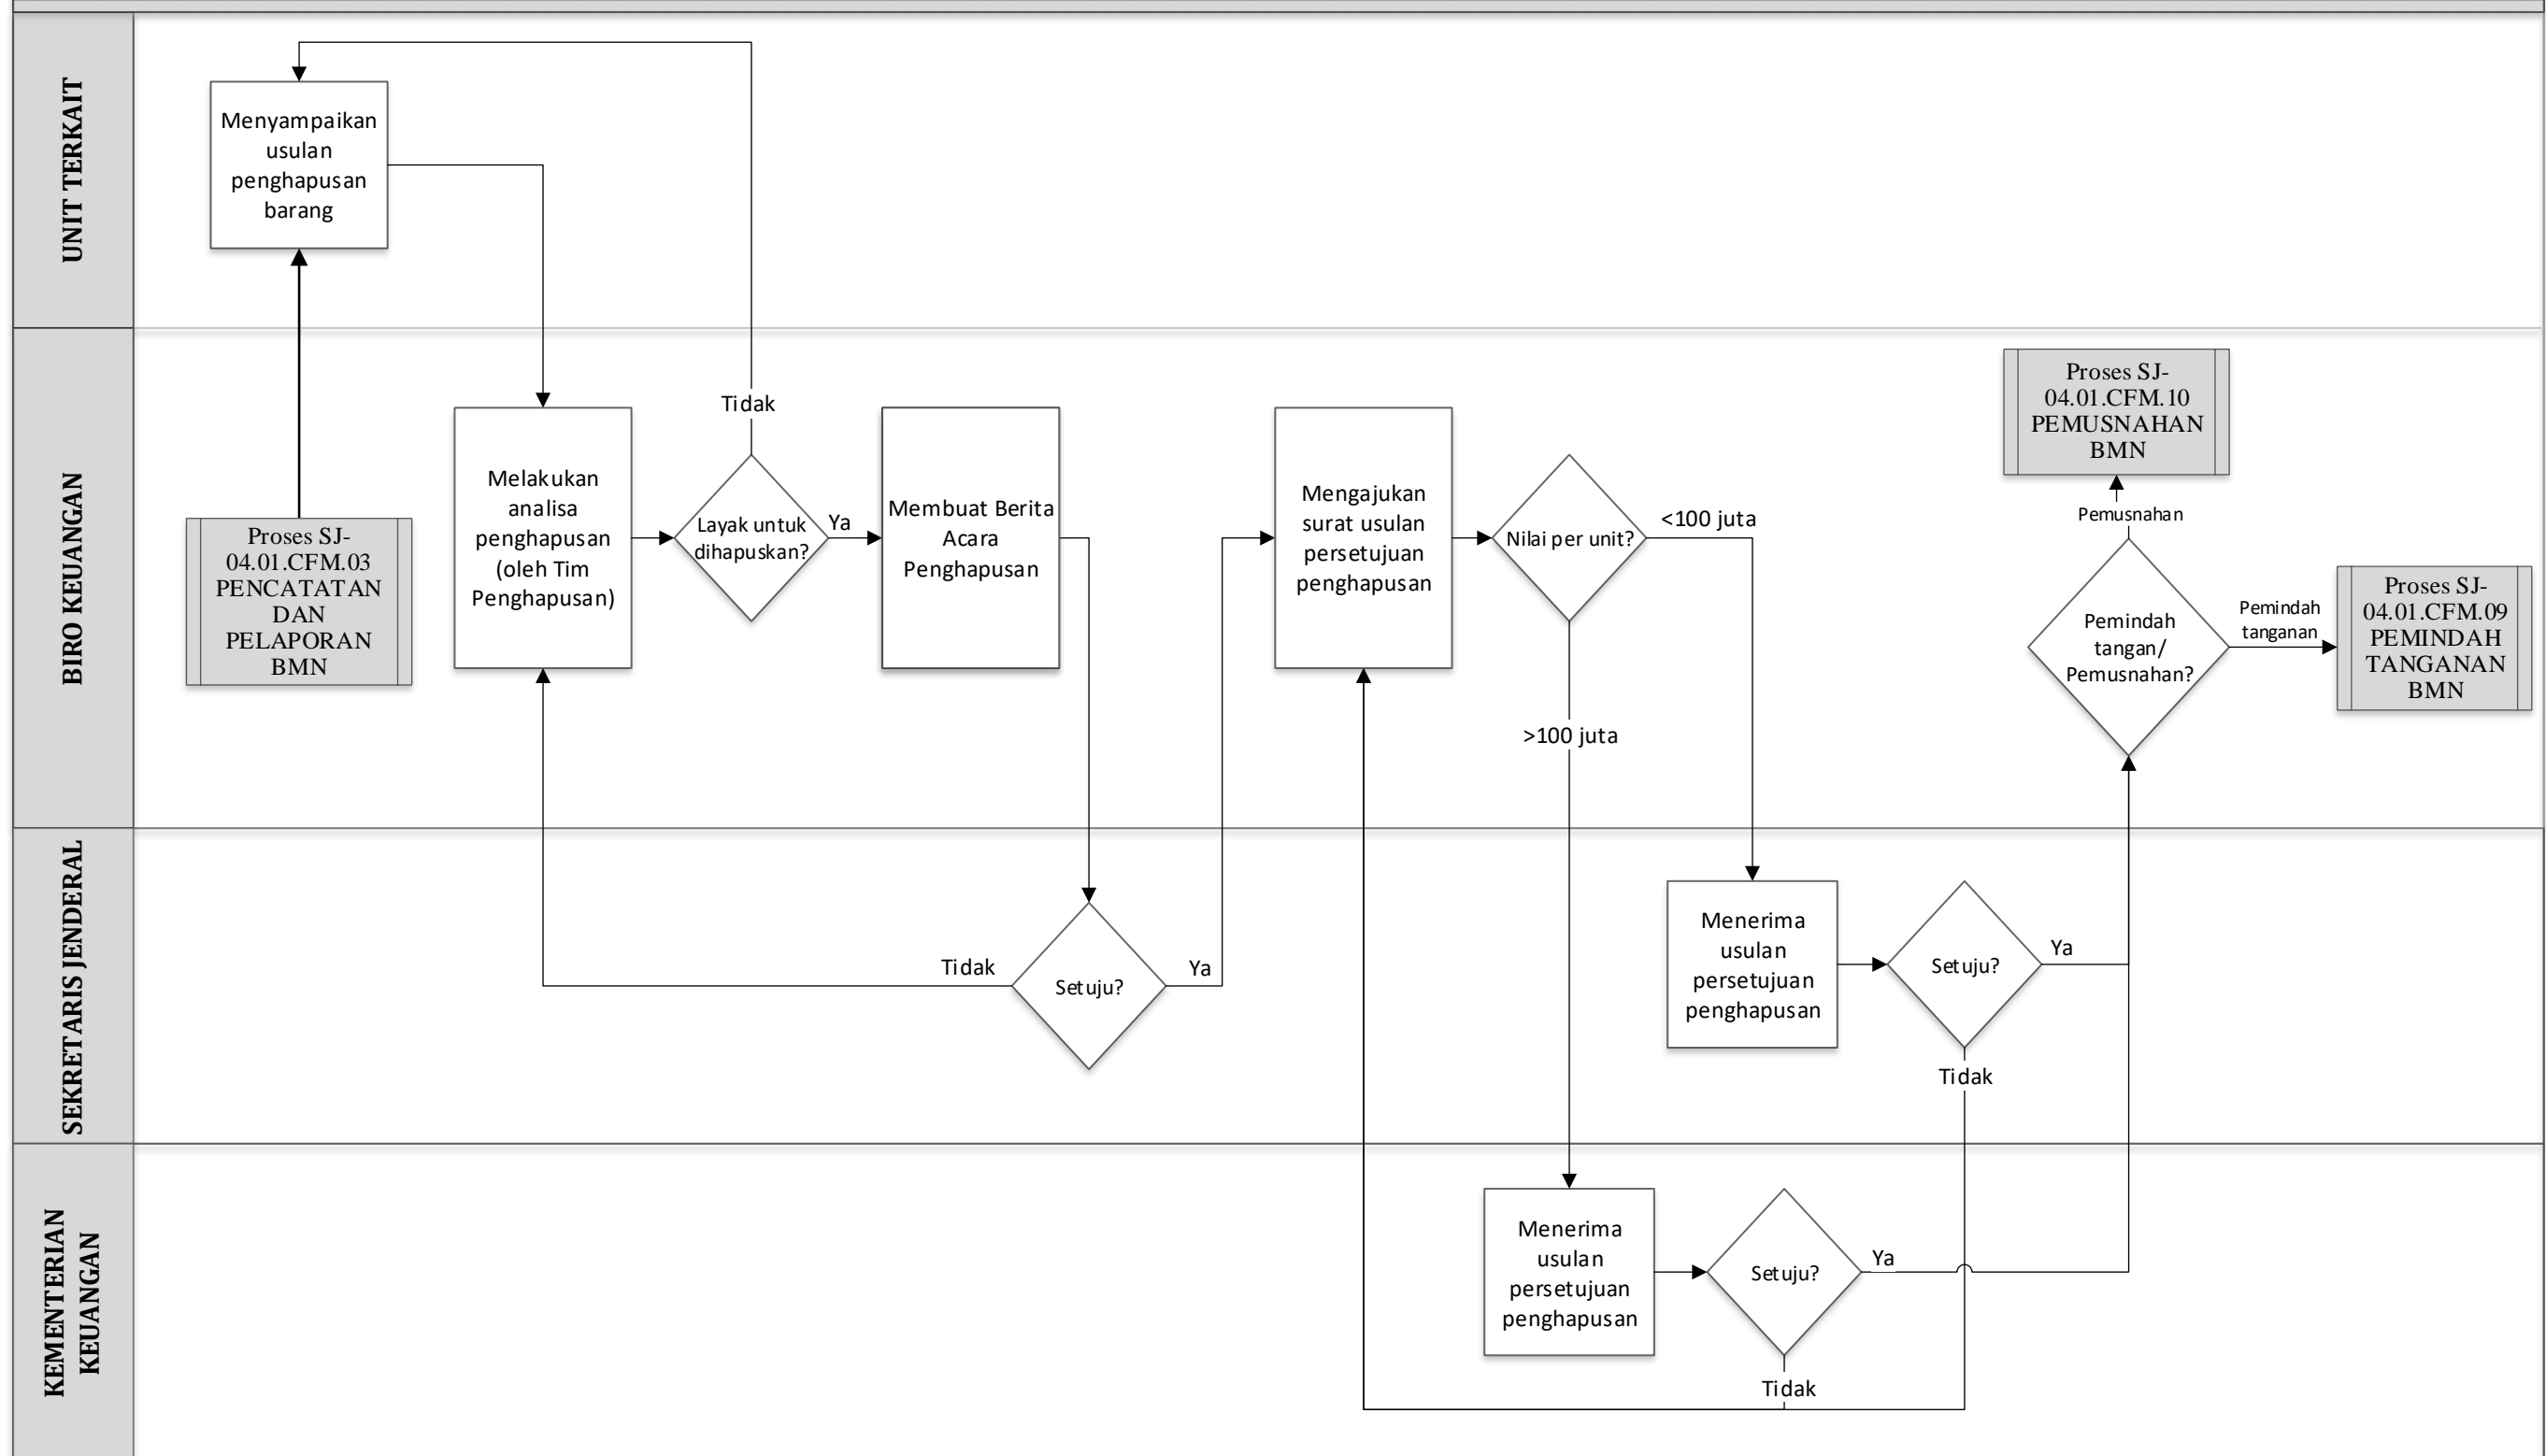 UNIT TERKAIT
Menyampaikan
usulan
penghapusan
barang
BIRO KEUANGAN
Proses SJ-
04.01.CFM.03
PENCATATAN
DAN
PELAPORAN
BMN
Melakukan
analisa
penghapusan
(oleh Tim
Penghapusan)
Tidak
Layak untuk
dihapuskan?
Ya
Membuat Berita
Acara
Penghapusan
Mengajukan
surat usulan
persetujuan
penghapusan
Nilai per unit?
<100 juta
>100 juta
Proses SJ-
04.01.CFM.10
PEMUSNAHAN
BMN
Pemusnahan
Pemindah
tangan/
Pemusnahan?
Pemindah
tanganan
Proses SJ-
04.01.CFM.09
PEMINDAH
TANGANAN
BMN
SEKRETARIS JENDERAL
Tidak
Setuju?
Ya
Menerima
usulan
persetujuan
penghapusan
Setuju?
Ya
Tidak
KEMENTERIAN
KEUANGAN
Menerima
usulan
persetujuan
penghapusan
Setuju?
Ya
Tidak